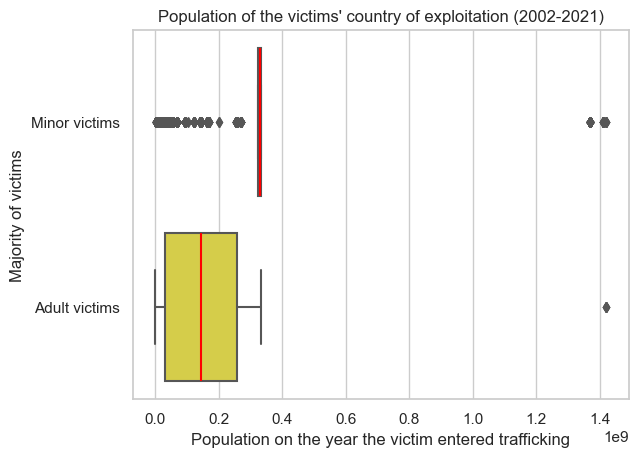 Population of the victims' country of exploitation (2002-2021)
Majority of victims
Minor victims
Adult victims
0.0 0.2 0.4 0.6 0.8 1.0 1.2 1.4
1e9
Population on the year the victim entered trafficking